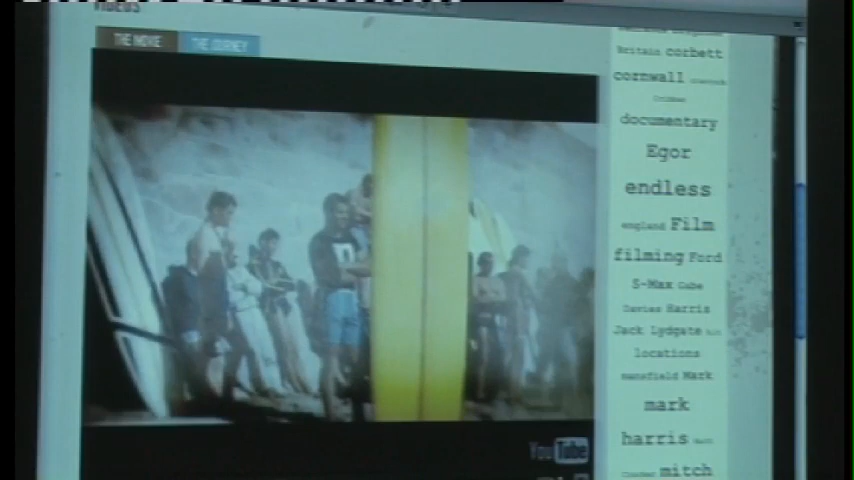 THE MOVIE THE JOURNEY
Britain corbett
cornwall
documentary
Egor
endless
england Film
filming Ford
S-Max Gabe
Davies Harris
Jack Lydgate
locations
mansfield Mark
mark
harris
mitch
YouTube